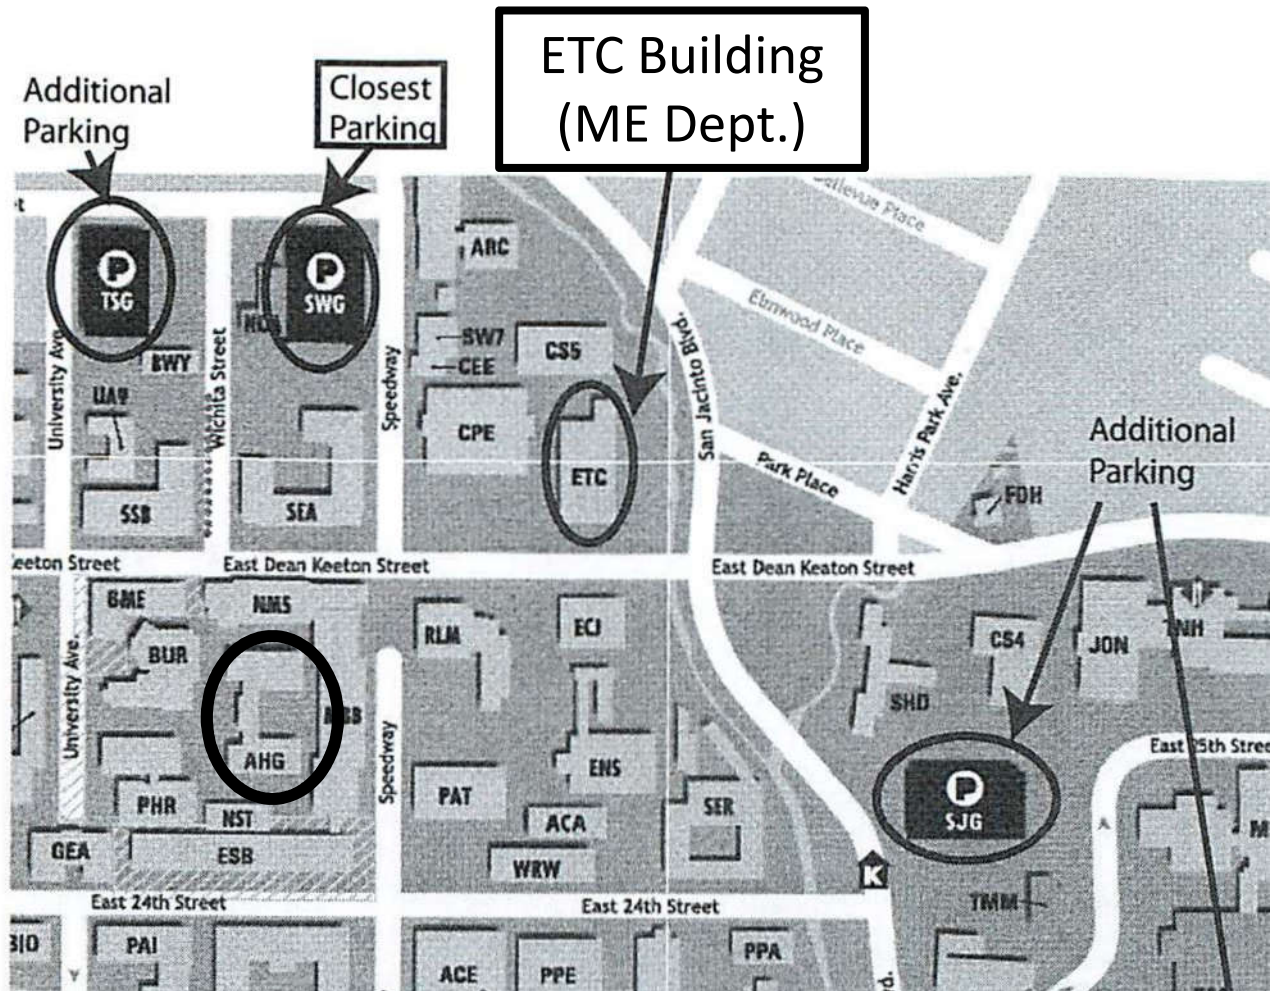 ETC Building
(ME Dept.)
Additional
Parking
Closest
Parking
Bellevue Place
ARC
P
TSG
P
SWG
Elmwood Place
SW7
CS5
BWY
CEE
University Ave.
Wichita Street
Speedway
San Jacinto Blvd.
Harris Park Ave.
UA9
CPE
Additional
Parking
Park Place
ETC
FDH
SSB
SEA
Keeton Street
East Dean Keeton Street
East Dean Keaton Street
BME
NMS
RLM
ECJ
CS4
JON
BUR
SHD
University Ave.
Speedway
East 25th Stree
AHG
ENS
P
SJG
PHR
PAT
SER
NST
ACA
GEA
ESB
WRW
K
East 24th Street
East 24th Street
TMM
PAI
PPA
ACE
PPE